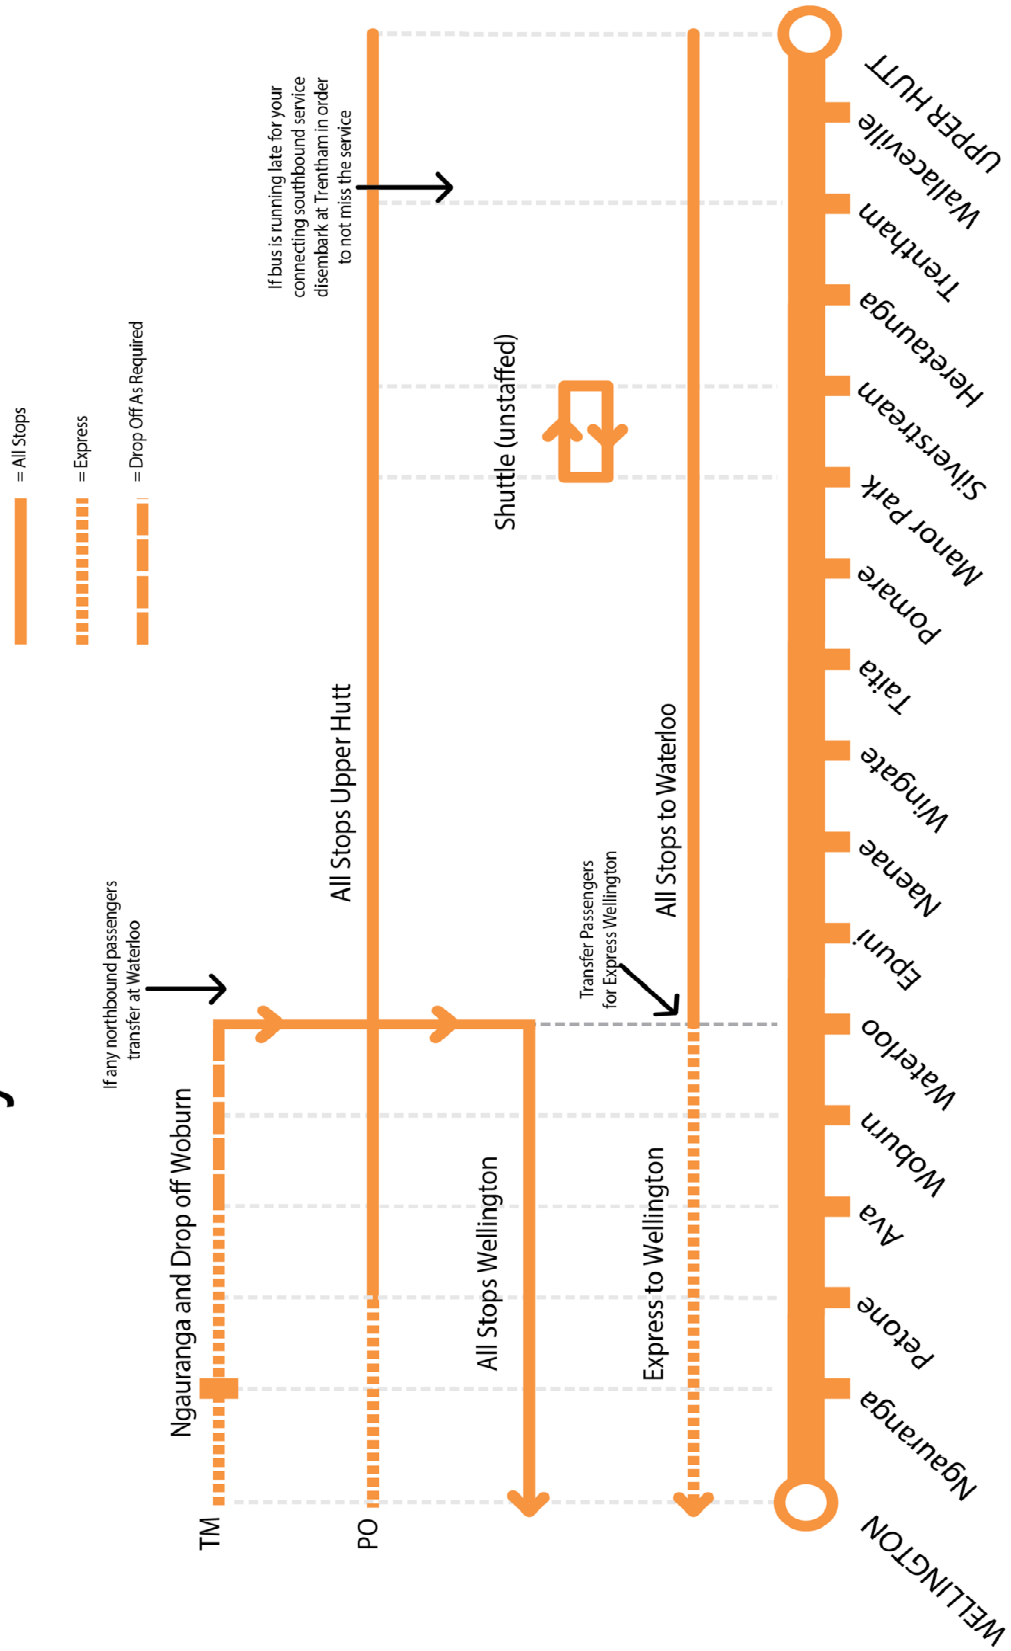 = All Stops
= Express
= Drop Off As Required
If any northbound passengers
transfer at Waterloo
If bus is running late for your
connecting southbound service
disembark at Trentham in order
to not miss the service
Ngauranga and Drop off Woburn
TM
All Stops Upper Hutt
PO
All Stops Wellington
Shuttle (unstaffed)
Transfer Passengers
for Express Wellington
Express to Wellington
All Stops to Waterloo
WELLINGTON
Ngauranga
Petone
Ava
Woburn
Waterloo
Epuni
Naenae
Wingate
Taita
Pomare
Manor Park
Silverstream
Heretaunga
Trentham
Wallaceville
UPPER HUTT